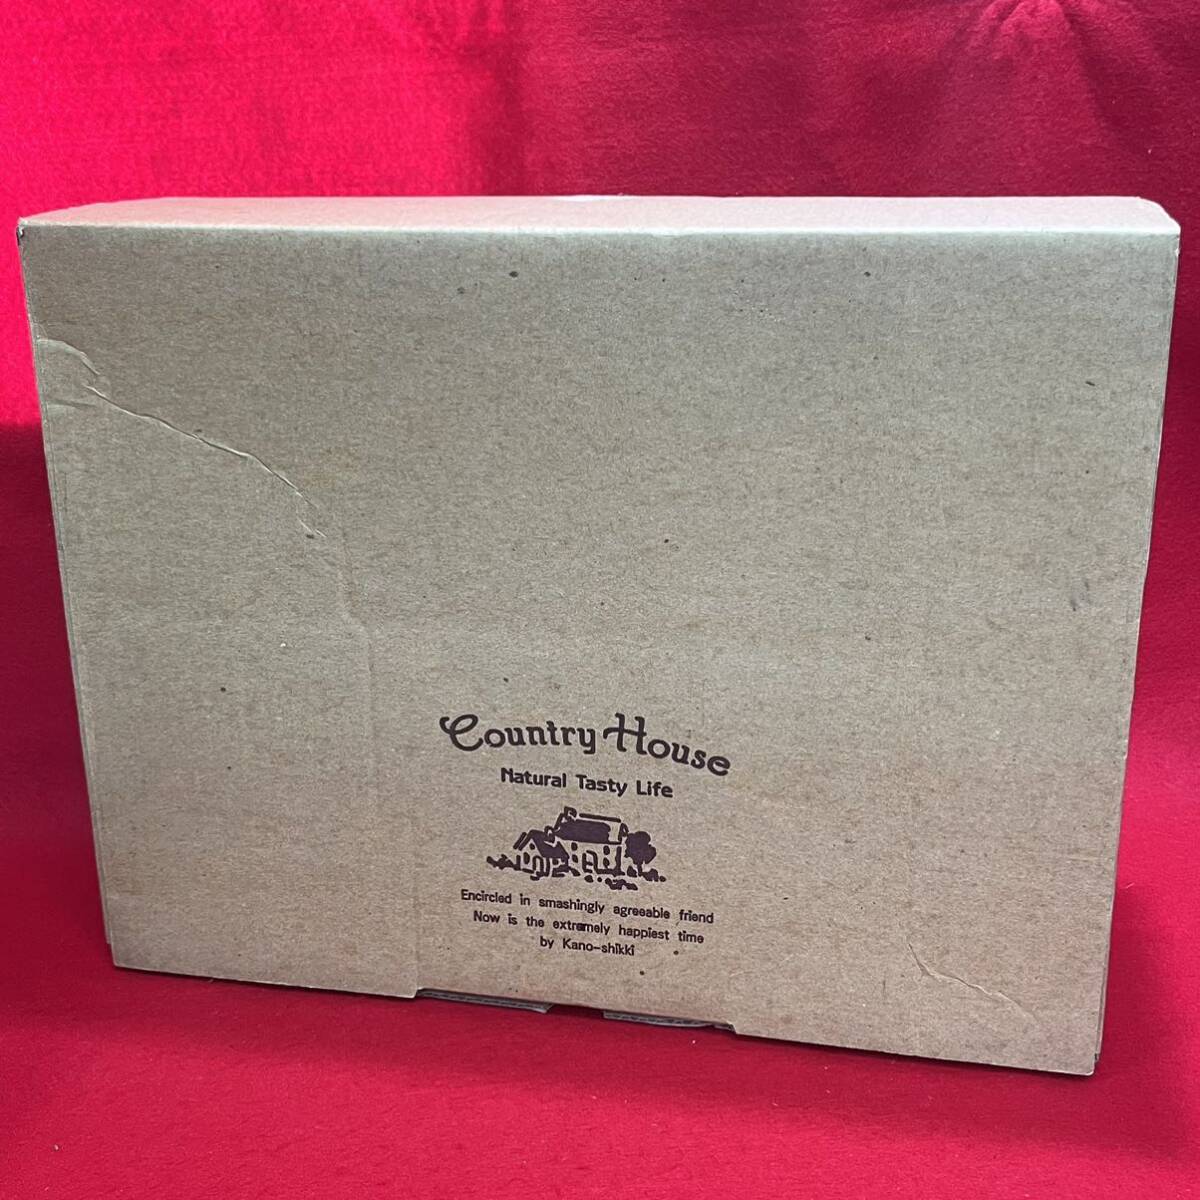 Country House
Natural Tasty Life
Encircled in smashingly agreeable friend
Now is the extremely happiest time
by Kano-shikki